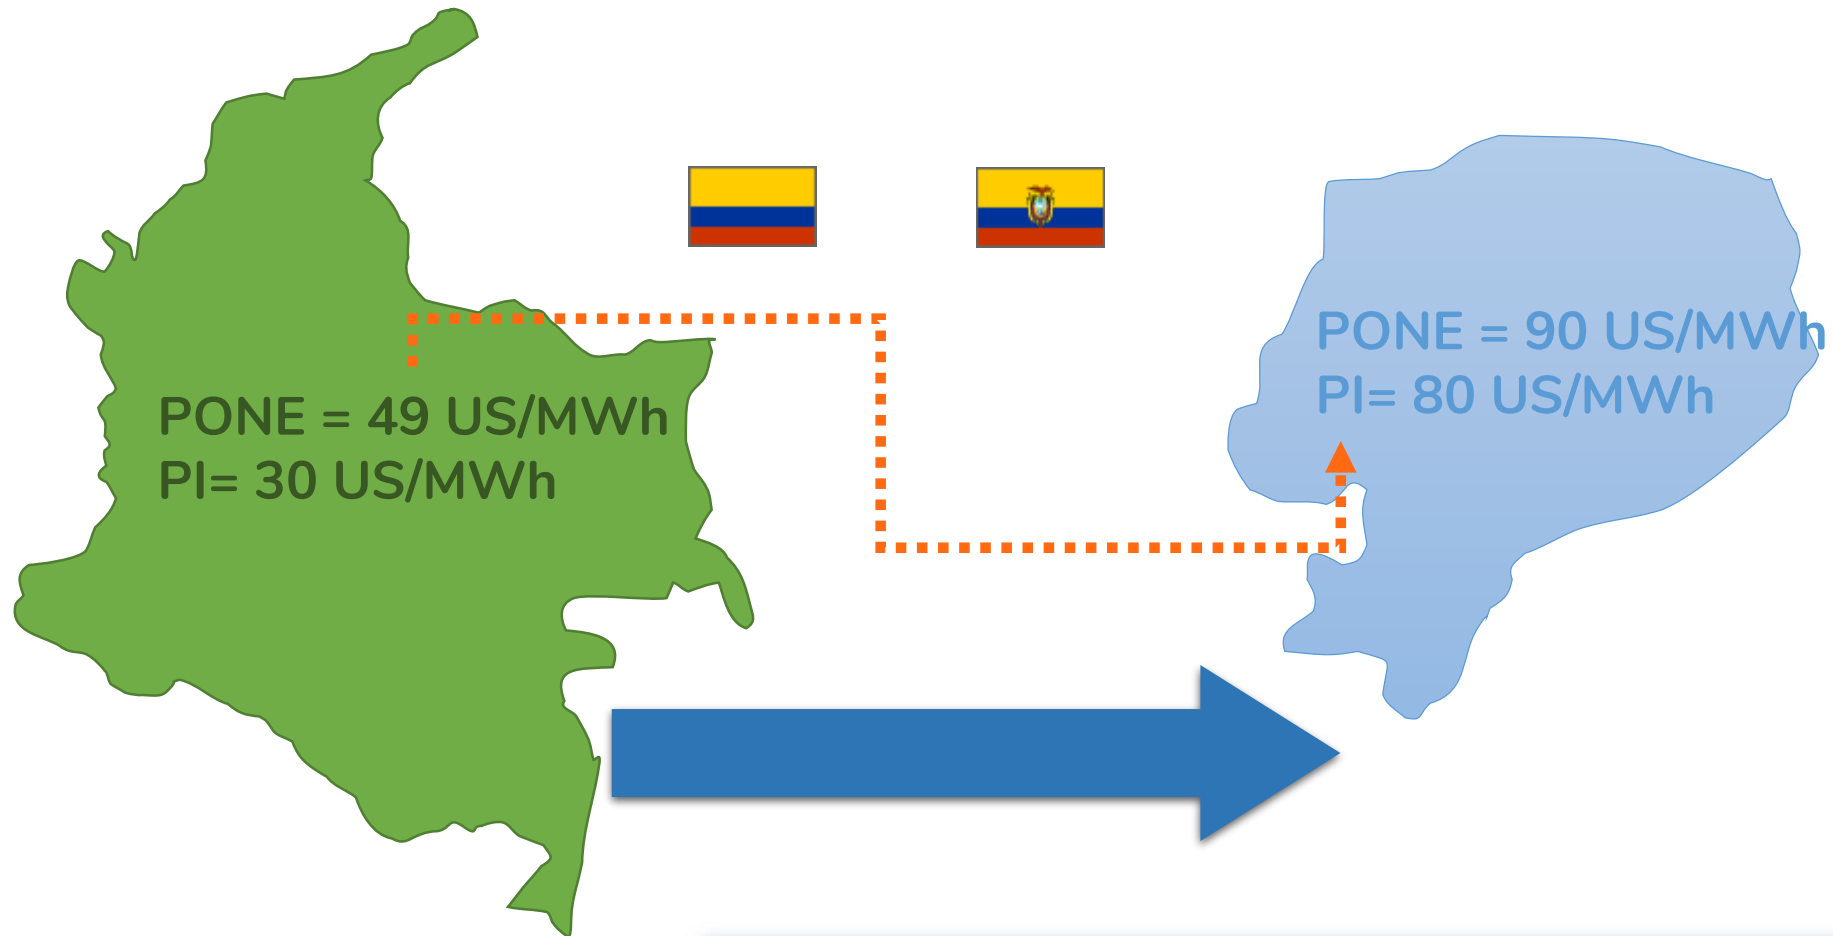 PONE = 49 US/MWh
PI= 30 US/MWh
PONE = 90 US/MWh
PI= 80 US/MWh